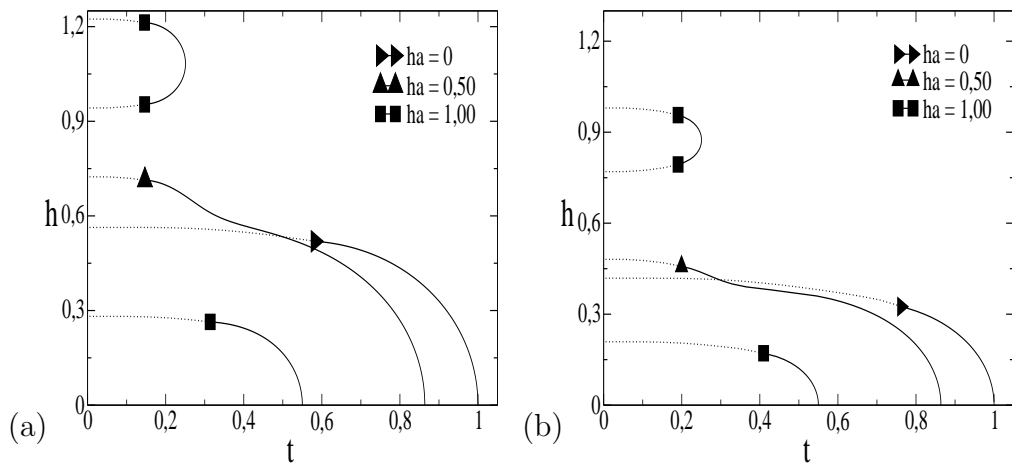 1,2
0,9
h 0,6
0,3
0
0 0,2 0,4 0,6 0,8 1
t
ha = 0
ha = 0,50
ha = 1,00
(a)
1,2
0,9
h 0,6
0,3
0
0 0,2 0,4 0,6 0,8 1
t
ha = 0
ha = 0,50
ha = 1,00
(b)